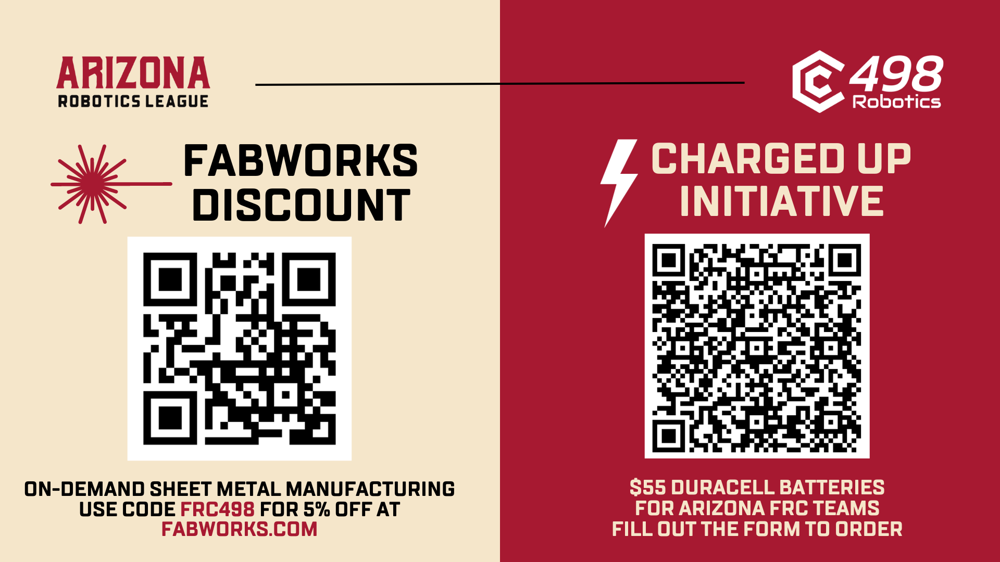 ARIZONA
ROBOTICS LEAGUE
FABWORKS
DISCOUNT
ON-DEMAND SHEET METAL MANUFACTURING
USE CODE FRC498 FOR 5% OFF AT
FABWORKS.COM
498
Robotics
CHARGED UP
INITIATIVE
$55 DURACELL BATTERIES
FOR ARIZONA FRC TEAMS
FILL OUT THE FORM TO ORDER